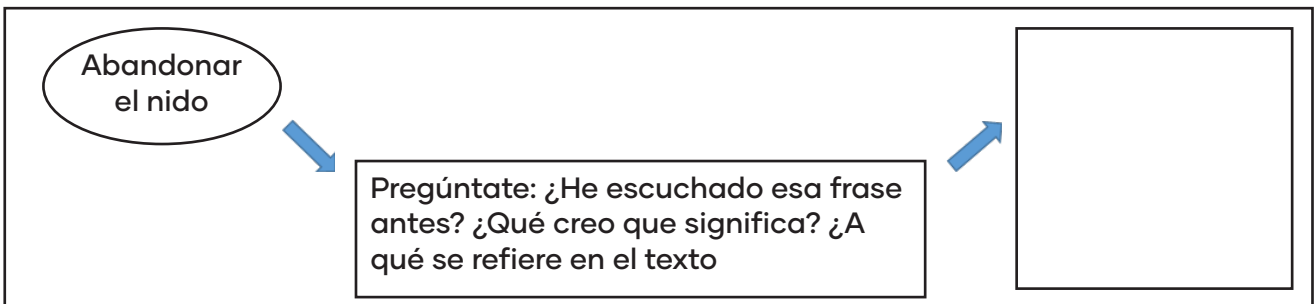 Abandonar
el nido
Pregúntate: ¿He escuchado esa frase
antes? ¿Qué creo que significa? ¿A
qué se refiere en el texto